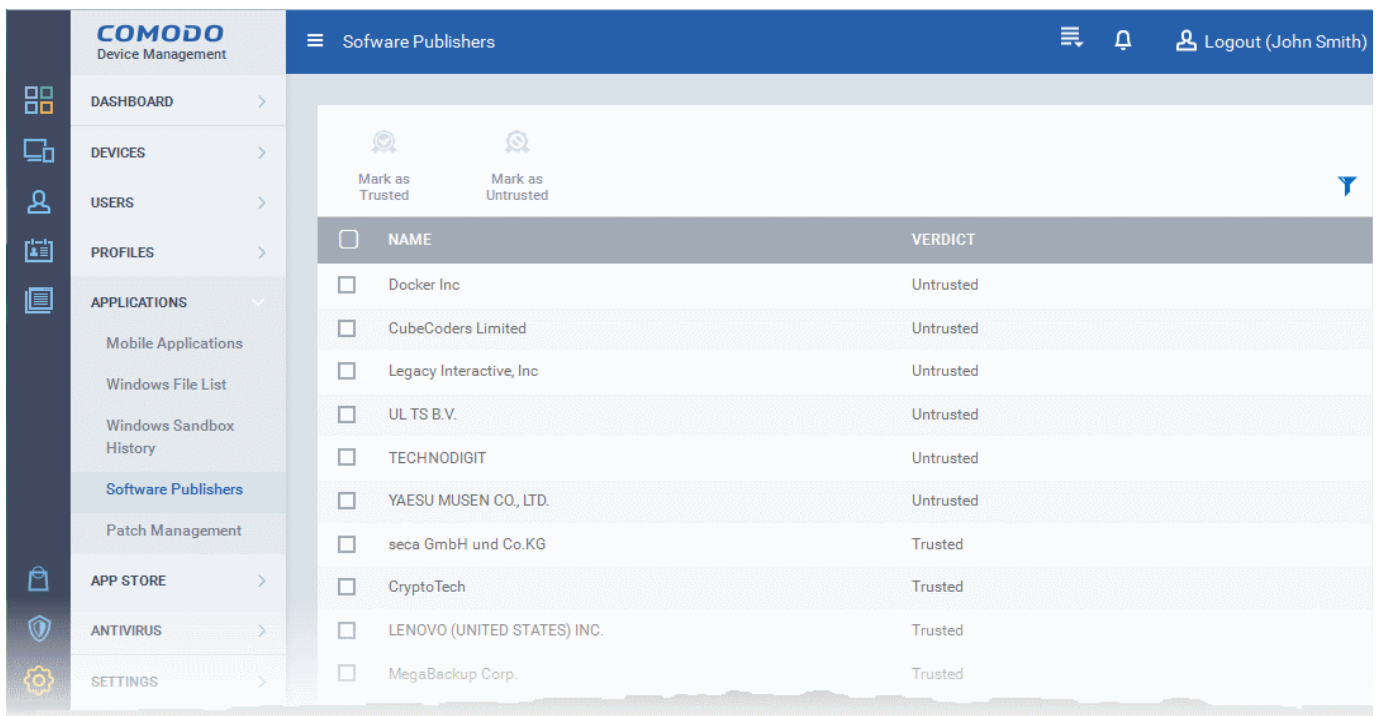 COMODO
Device Management
Sofware Publishers
Logout (John Smith)
DASHBOARD
DEVICES
USERS
PROFILES
APPLICATIONS
Mobile Applications
Windows File List
Windows Sandbox
History
Software Publishers
Patch Management
APP STORE
ANTIVIRUS
SETTINGS
Mark as
Trusted
Mark as
Untrusted
NAME VERDICT
Docker Inc Untrusted
CubeCoders Limited Untrusted
Legacy Interactive, Inc Untrusted
UL TS B.V. Untrusted
TECHNODIGIT Untrusted
YAESU MUSEN CO., LTD. Untrusted
seca GmbH und Co.KG Trusted
CryptoTech Trusted
LENOVO (UNITED STATES) INC. Trusted
MegaBackup Corp. Trusted